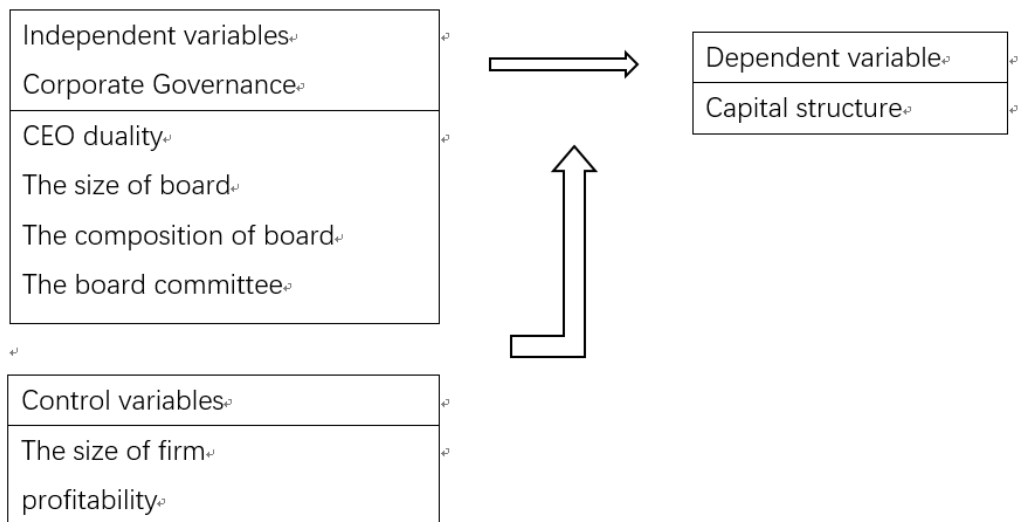 Independent variables
Corporate Governance
CEO duality
The size of board
The composition of board
The board committee
Dependent variable
Capital structure
Control variables
The size of firm
profitability